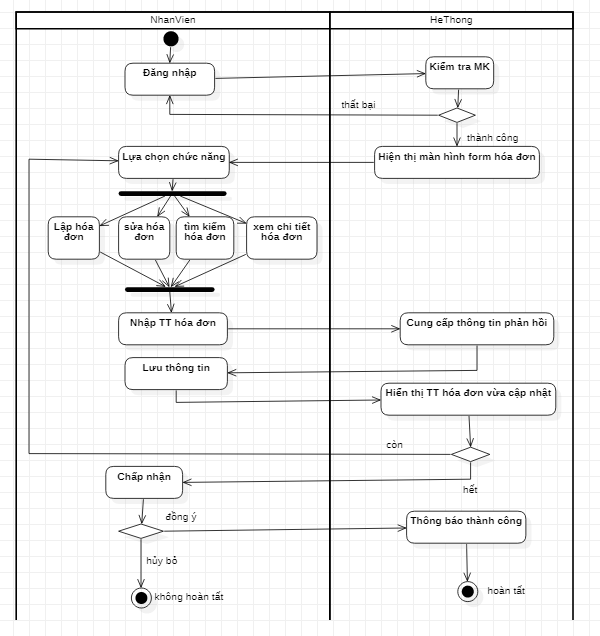 NhanVien
HeThong
Đăng nhập
Kiểm tra MK
thất bại
thành công
Lựa chọn chức năng
Hiện thị màn hình form hóa đơn
Lập hóa
đơn
sửa hóa
đơn
tìm kiếm
hóa đơn
xem chi tiết
hóa đơn
Nhập TT hóa đơn
Cung cấp thông tin phản hồi
Lưu thông tin
Hiển thị TT hóa đơn vừa cập nhật
còn
Chấp nhận
hết
đồng ý
Thông báo thành công
hủy bỏ
không hoàn tất
hoàn tất